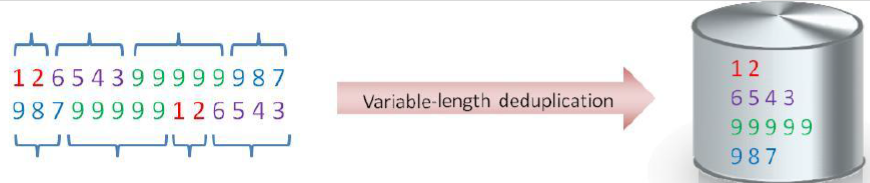 1 2 6 5 4 3 9 9 9 9 9 9 8 7
9 8 7 9 9 9 9 9 1 2 6 5 4 3
Variable-length deduplication
1 2
6 5 4 3
9 9 9 9 9
9 8 7